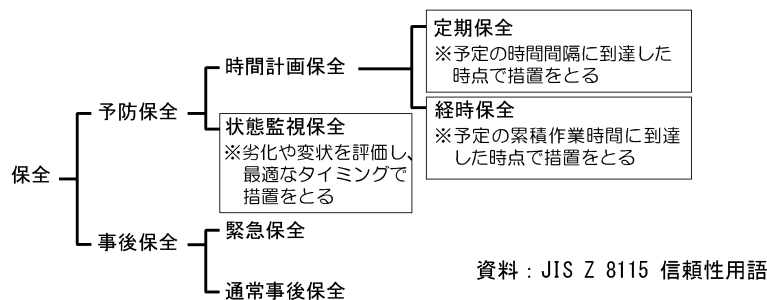 定期保全
※予定の時間間隔に到達した
時点で措置をとる
時間計画保全
経時保全
※予定の累積作業時間に到達
した時点で措置をとる
予防保全
状態監視保全
※劣化や変状を評価し、
最適なタイミングで
措置をとる
保全
事後保全
緊急保全
通常事後保全
資料：JIS Z 8115 信頼性用語